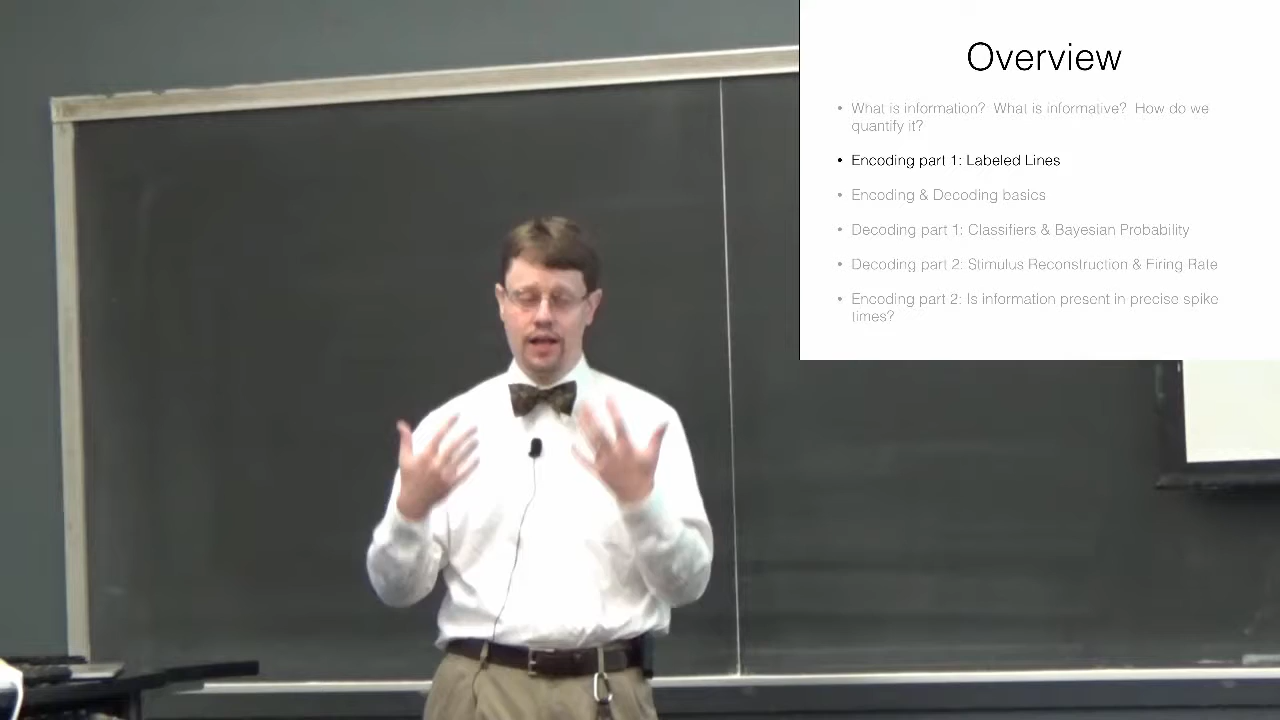 Overview
• What is information? What is informative? How do we
quantify it?
• Encoding part 1: Labeled Lines
• Encoding & Decoding basics
• Decoding part 1: Classifiers & Bayesian Probability
• Decoding part 2: Stimulus Reconstruction & Firing Rate
• Encoding part 2: Is information present in precise spike
times?